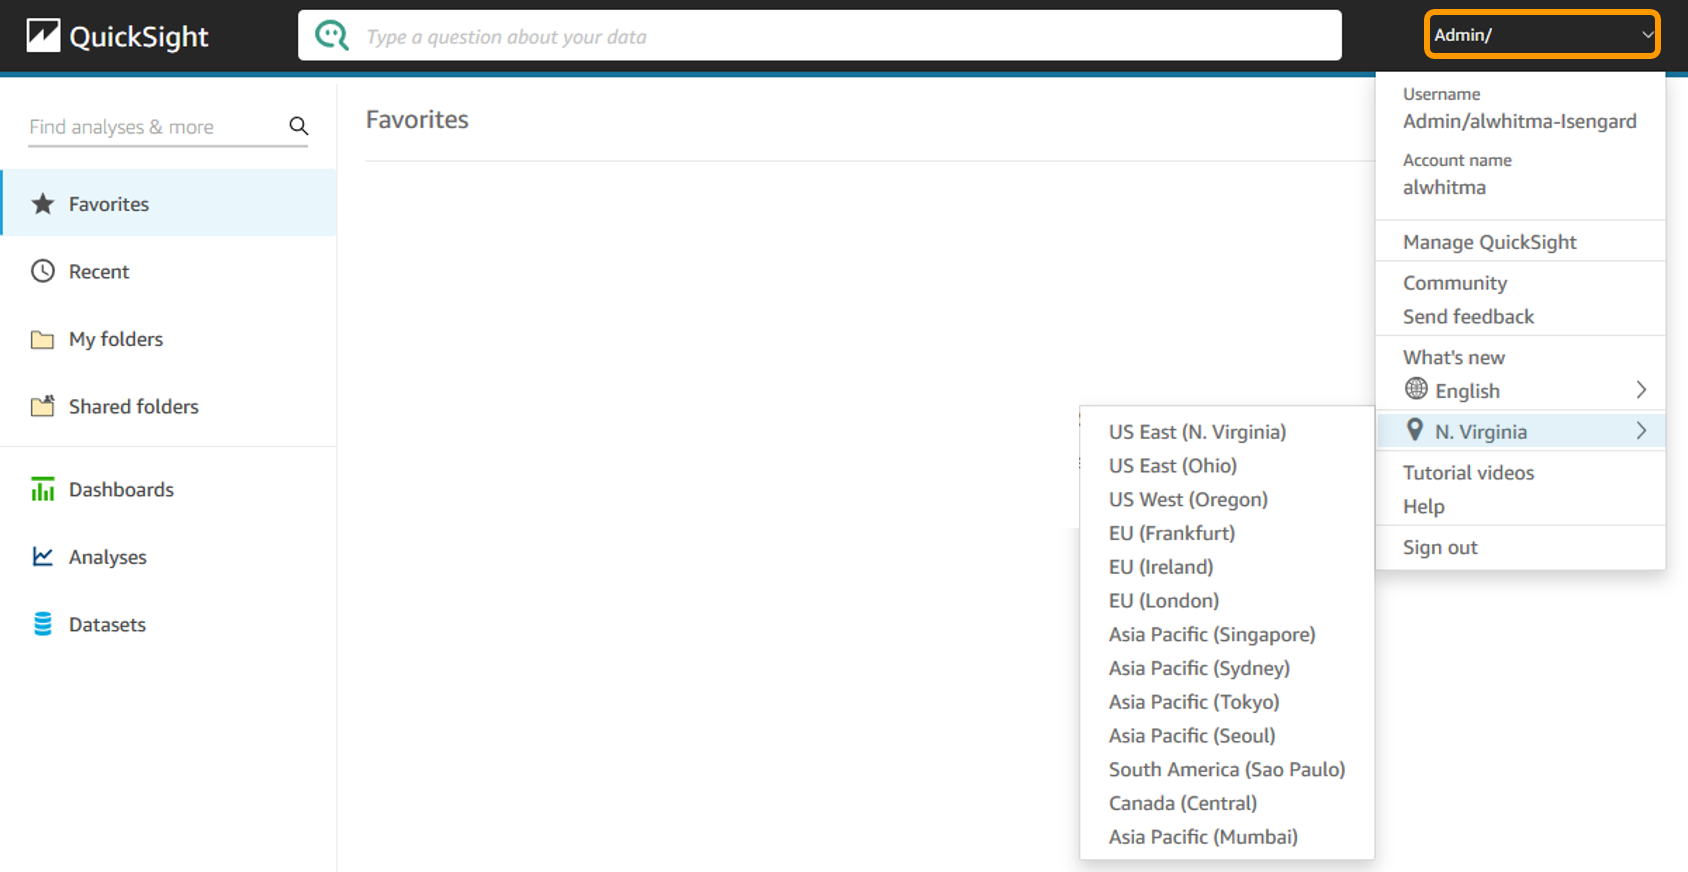 QuickSight
Type a question about your data
Admin/
Find analyses & more
Favorites
Recent
My folders
Shared folders
Dashboards
Analyses
Datasets
Favorites
Username
Admin/alwhitma-Isengard
Account name
alwhitma
Manage QuickSight
Community
Send feedback
What's new
English
N. Virginia
Tutorial videos
Help
Sign out
US East (N. Virginia)
US East (Ohio)
US West (Oregon)
EU (Frankfurt)
EU (Ireland)
EU (London)
Asia Pacific (Singapore)
Asia Pacific (Sydney)
Asia Pacific (Tokyo)
Asia Pacific (Seoul)
South America (Sao Paulo)
Canada (Central)
Asia Pacific (Mumbai)